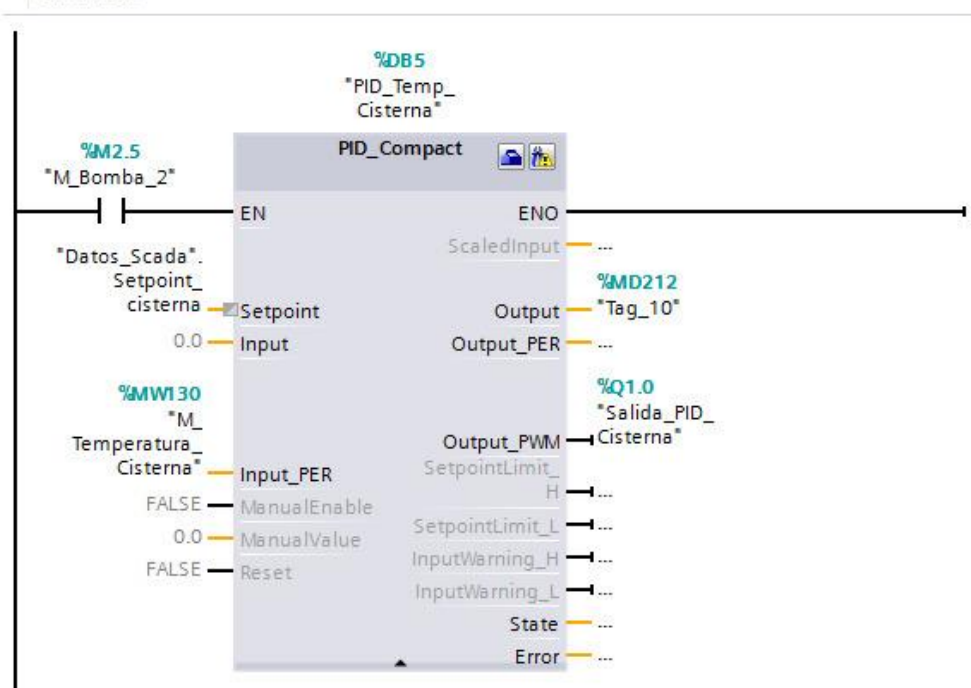 %DB5
"PID_Temp_
Cisterna"
PID_Compact
%M2.5
"M_Bomba_2"
EN
ENO
ScaledInput
...
"Datos_Scada".
Setpoint_
cisterna
Setpoint
%MD212
Output
"Tag_10"
0.0
Input
Output_PER
...
%MW130
"M_
Temperatura_
Cisterna"
Input_PER
%Q1.0
"Salida_PID_
Cisterna"
Output_PWM
SetpointLimit_
H
...
FALSE
ManualEnable
SetpointLimit_L
...
0.0
ManualValue
InputWarning_H
...
FALSE
Reset
InputWarning_L
...
State
...
Error
...